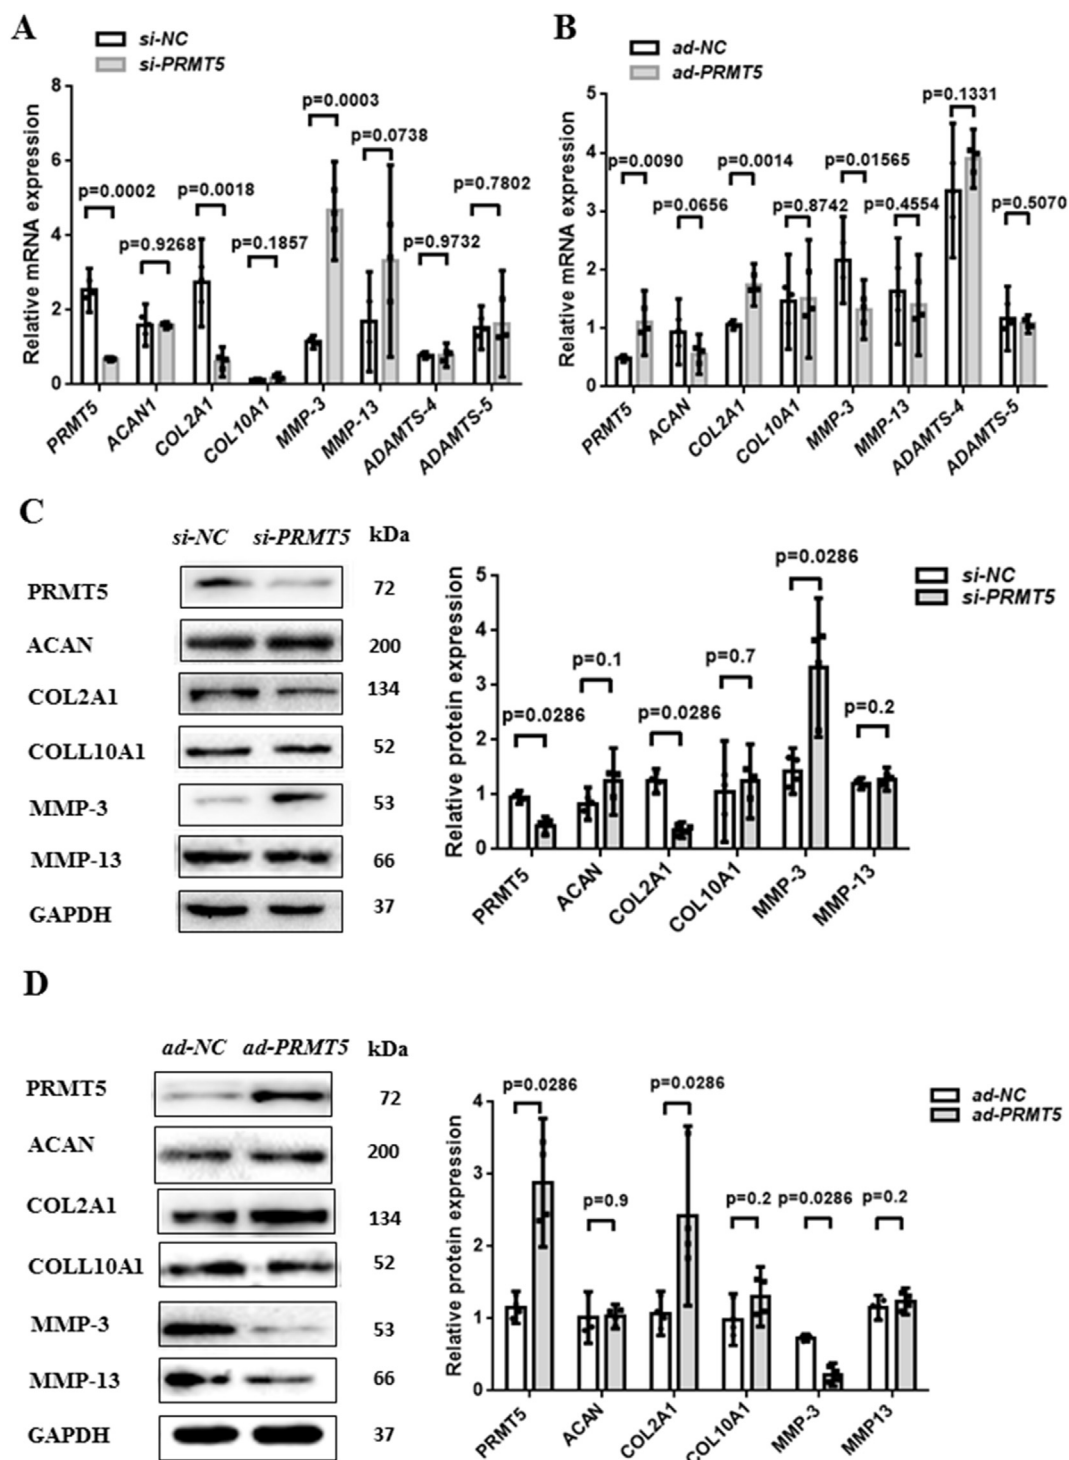 A
si-NC
si-PRMT5
Relative mRNA expression
8
6
4
2
0
p=0.0002
p=0.9268
p=0.0018
p=0.1857
p=0.0003
p=0.0738
p=0.9732
p=0.7802
PRMT5
ACAN1
COL2A1
COL10A1
MMP-3
MMP-13
ADAMTS-4
ADAMTS-5
B
ad-NC
ad-PRMT5
Relative mRNA expression
5
4
3
2
1
0
p=0.0090
p=0.0656
p=0.0014
p=0.8742
p=0.01565
p=0.4554
p=0.1331
p=0.5070
PRMT5
ACAN
COL2A1
COL10A1
MMP-3
MMP-13
ADAMTS-4
ADAMTS-5
C
si-NC si-PRMT5 kDa
PRMT5 72
ACAN 200
COL2A1 134
COLL10A1 52
MMP-3 53
MMP-13 66
GAPDH 37
Relative protein expression
5
4
3
2
1
0
si-NC
si-PRMT5
p=0.0286
p=0.1
p=0.0286
p=0.7
p=0.0286
p=0.2
PRMT5
ACAN
COL2A1
COL10A1
MMP-3
MMP-13
D
ad-NC ad-PRMT5 kDa
PRMT5 72
ACAN 200
COL2A1 134
COLL10A1 52
MMP-3 53
MMP-13 66
GAPDH 37
Relative protein expression
4
3
2
1
0
ad-NC
ad-PRMT5
p=0.0286
p=0.9
p=0.0286
p=0.2
p=0.0286
p=0.2
PRMT5
ACAN
COL2A1
COL10A1
MMP-3
MMP13